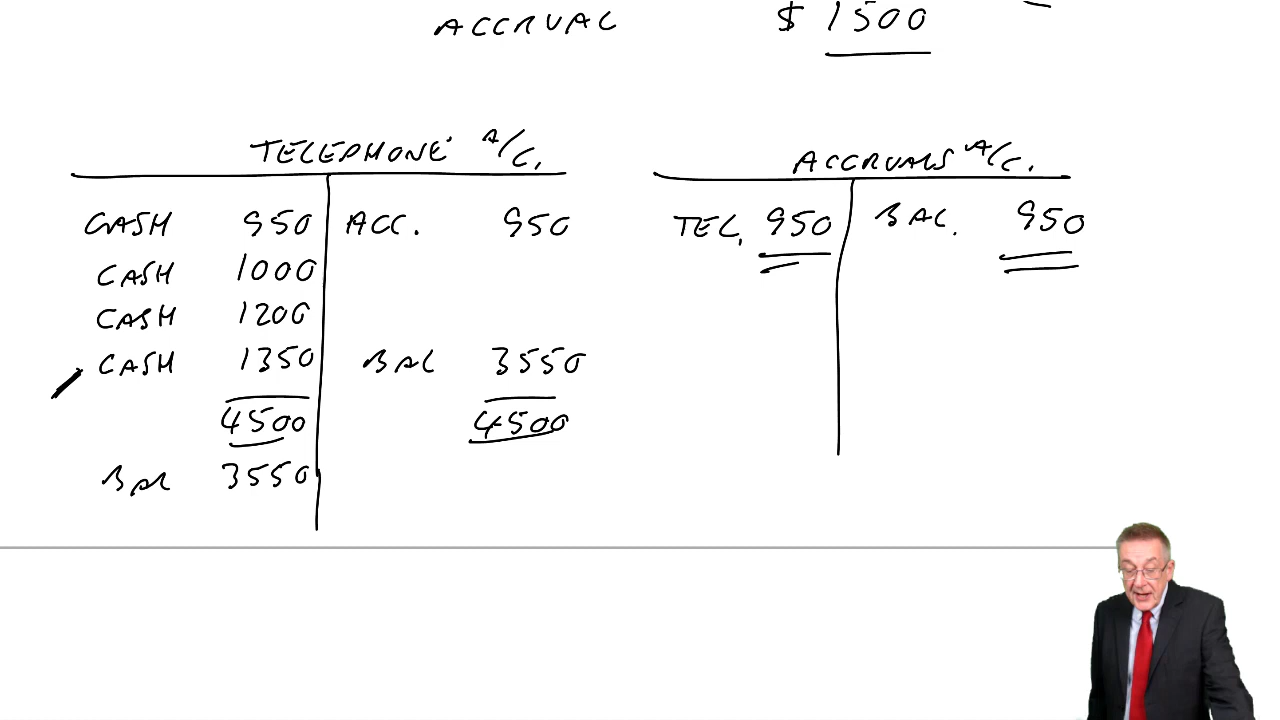 ACCRUAL $ 1500
TELEPHONE A/C.
CASH 950 ACC. 950
CASH 1000
CASH 1200
CASH 1350 BAL 3550
4500 4500
BAL 3550
ACCRUALS A/C.
TEL. 950 BAL. 950